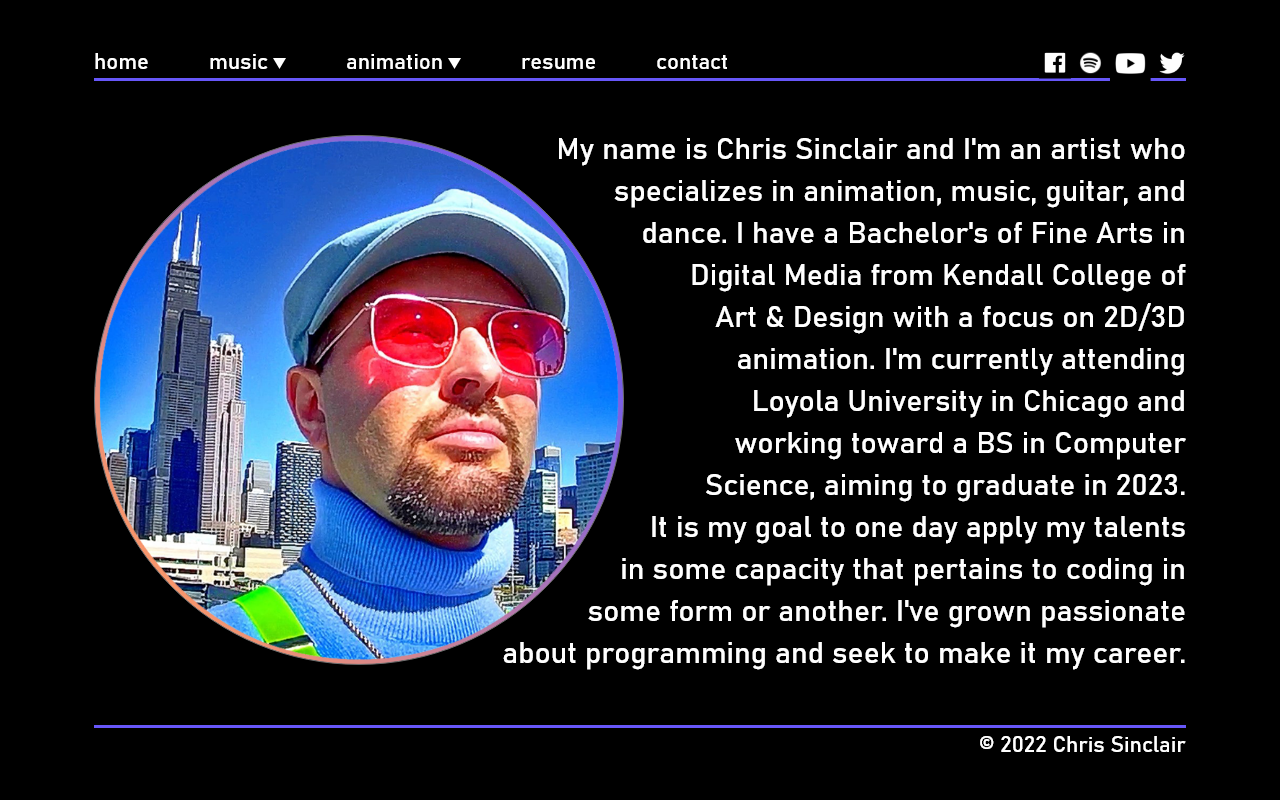 home music ▼ animation ▼ resume contact
My name is Chris Sinclair and I'm an artist who
specializes in animation, music, guitar, and
dance. I have a Bachelor's of Fine Arts in
Digital Media from Kendall College of
Art & Design with a focus on 2D/3D
animation. I'm currently attending
Loyola University in Chicago and
working toward a BS in Computer
Science, aiming to graduate in 2023.
It is my goal to one day apply my talents
in some capacity that pertains to coding in
some form or another. I've grown passionate
about programming and seek to make it my career.
© 2022 Chris Sinclair